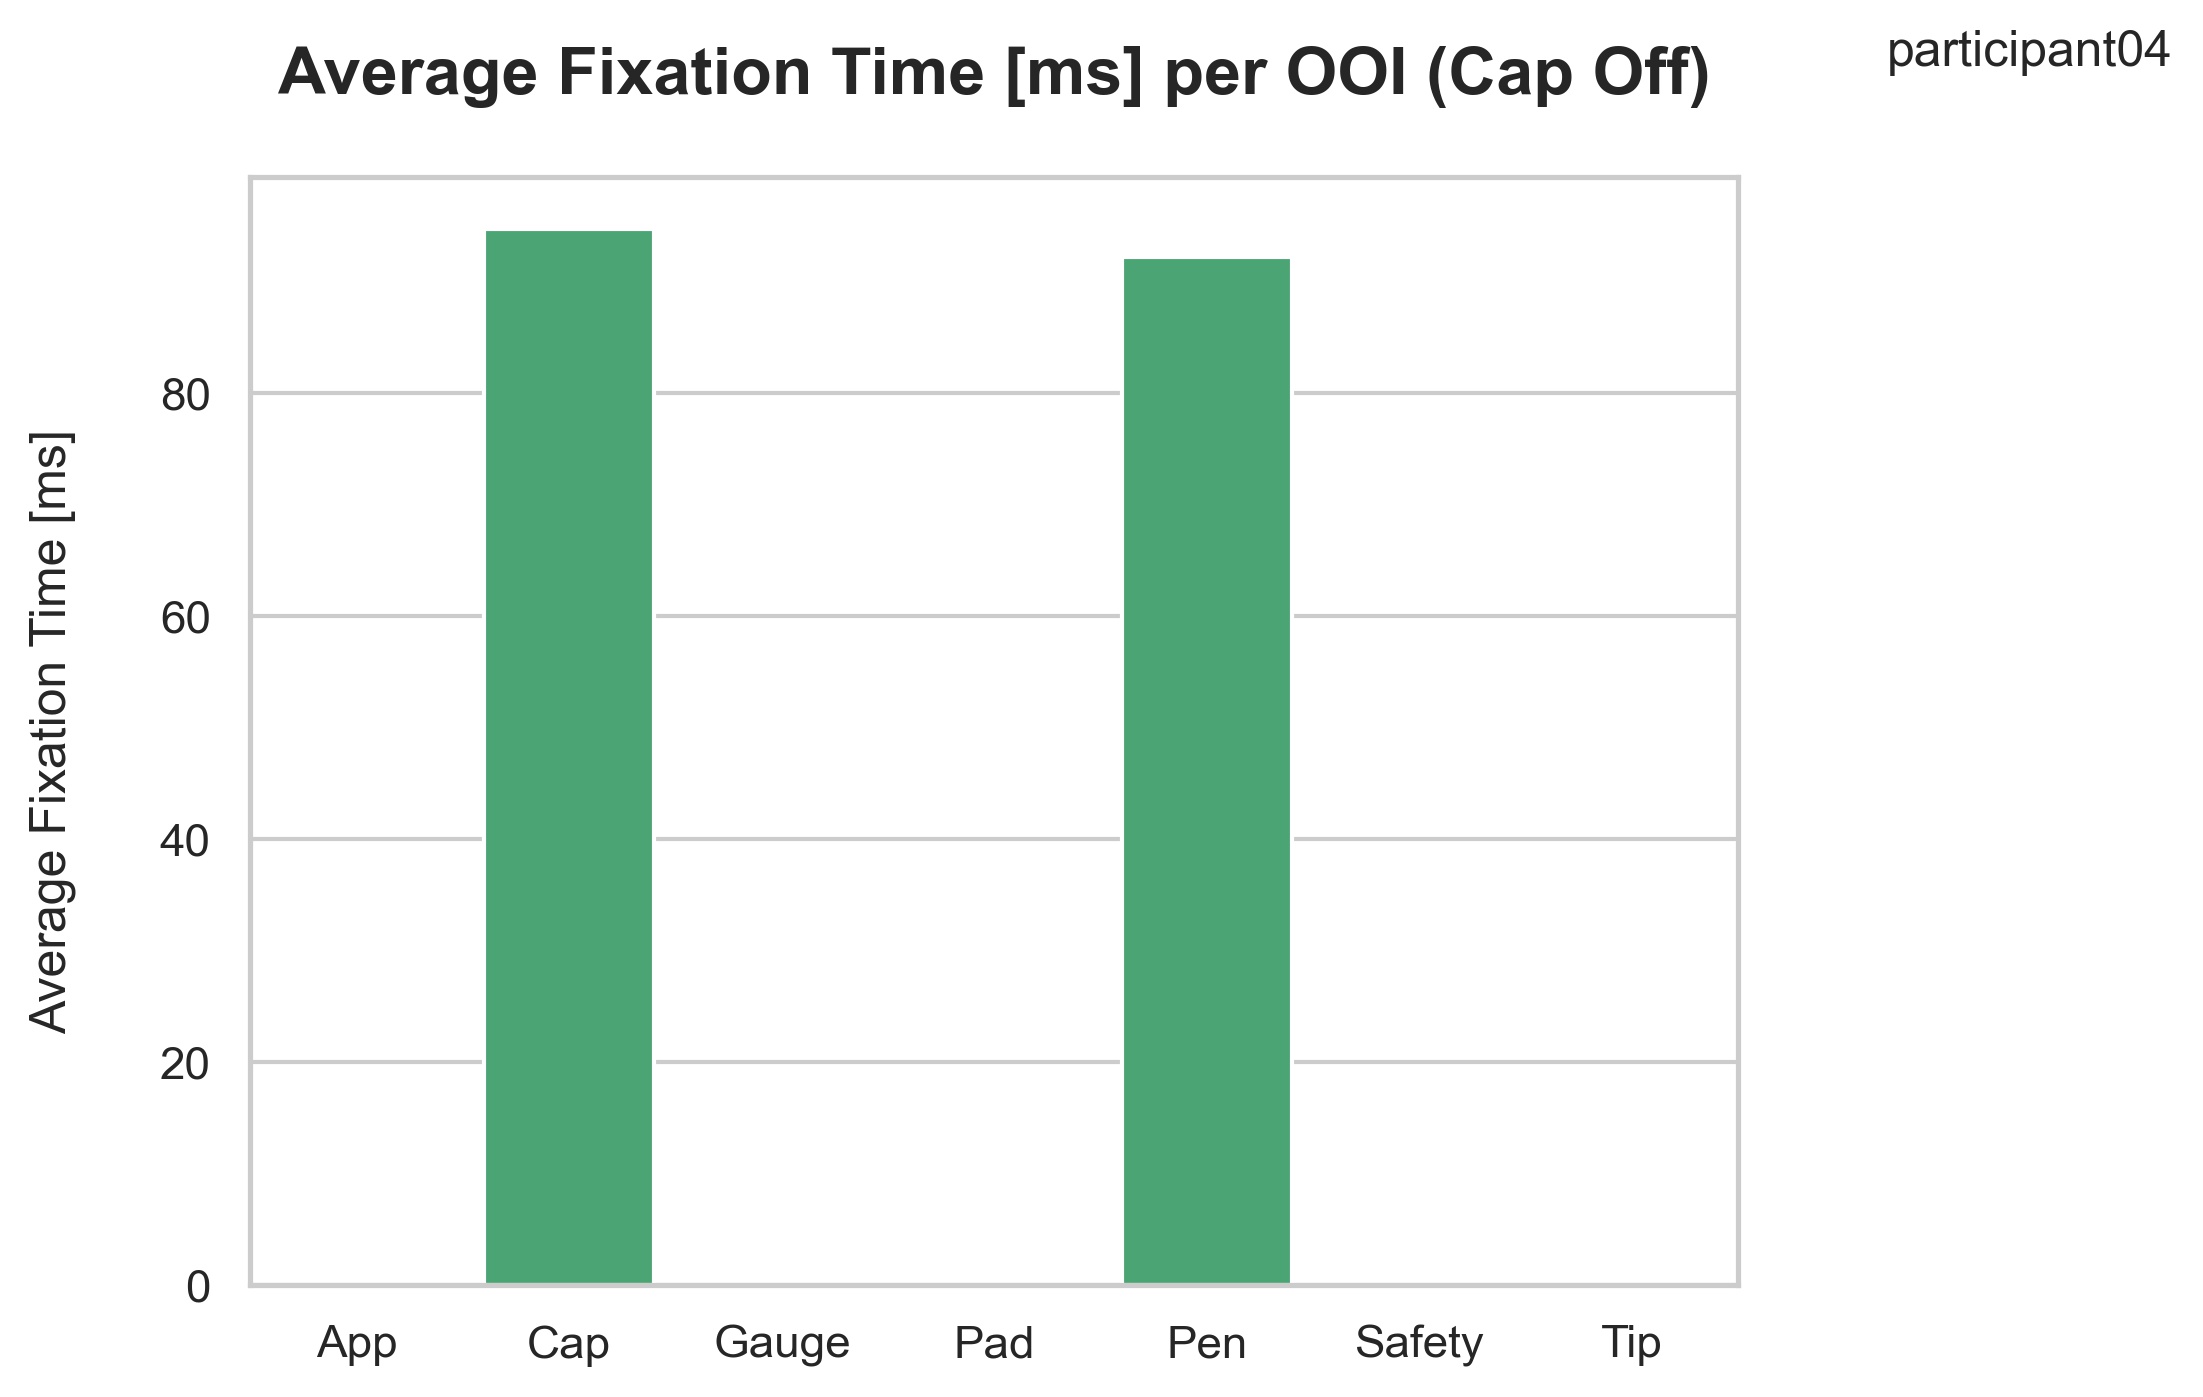 Average Fixation Time [ms] per OOI (Cap Off)
participant04
Average Fixation Time [ms]
80
60
40
20
0
App Cap Gauge Pad Pen Safety Tip